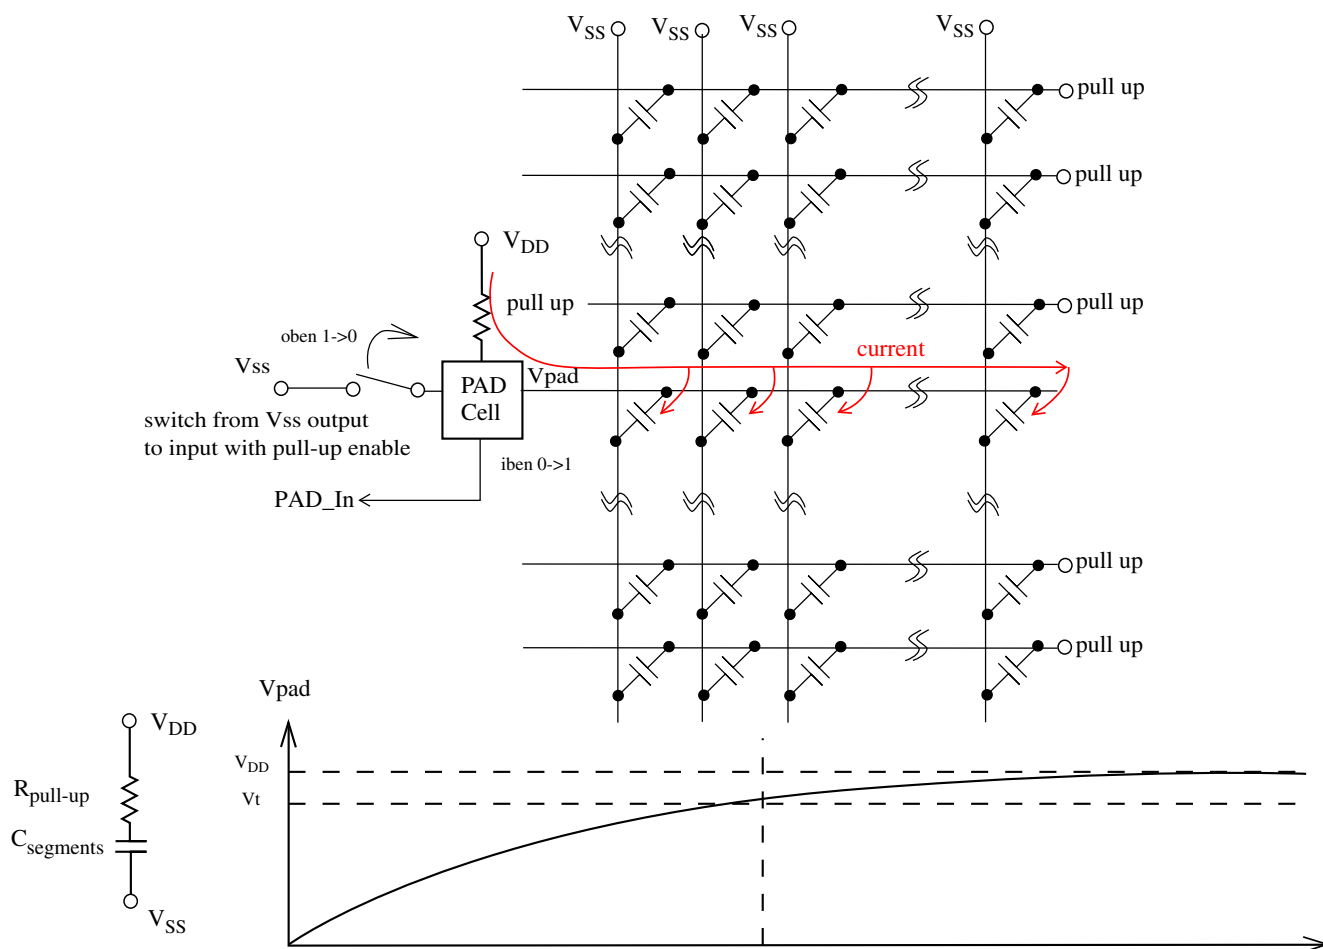 VSS VSS VSS VSS
pull up
pull up
VDD
pull up
pull up
oben 1->0
current
Vss
PAD
Cell
Vpad
switch from Vss output
to input with pull-up enable
iben 0->1
PAD_In
pull up
pull up
Vpad
VDD
VDD
Rpull-up
Vt
Csegments
VSS